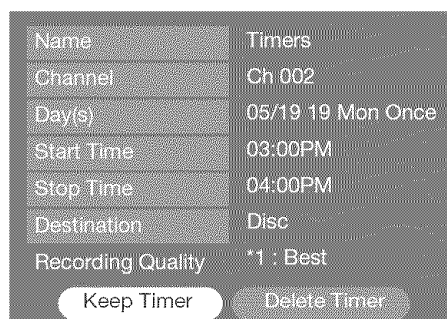 Name Timers
Channel Ch 002
Day(s) 05/19 19 Mon Once
Start Time 03:00PM
Stop Time 04:00PM
Destination Disc
Recording Quality *1 : Best
Keep Timer Delete Timer